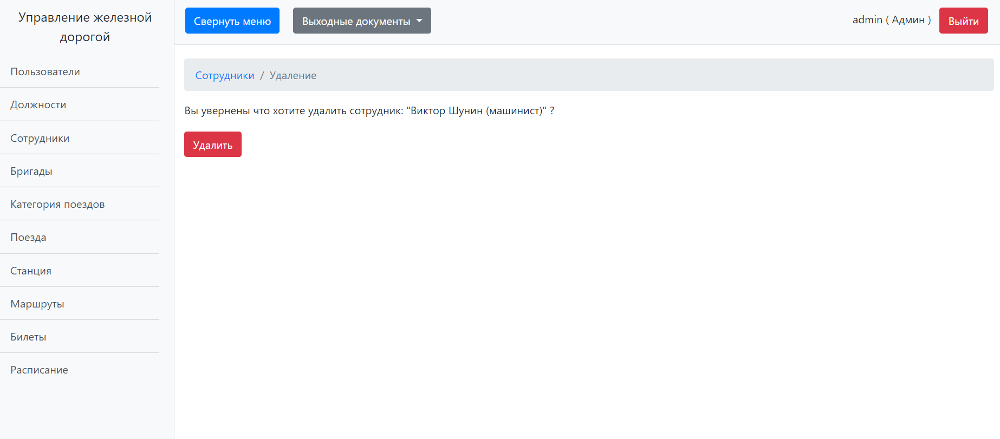 Управление железной
дорогой
Пользователи
Должности
Сотрудники
Бригады
Категория поездов
Поезда
Станция
Маршруты
Билеты
Расписание
Свернуть меню
Выходные документы
admin ( Админ )
Выйти
Сотрудники / Удаление
Вы увернены что хотите удалить сотрудник: "Виктор Шунин (машинист)" ?
Удалить